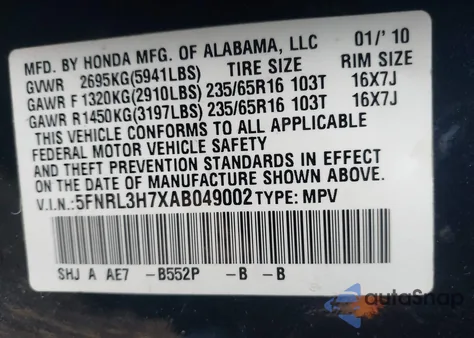 MFD. BY HONDA MFG. OF ALABAMA, LLC 01/'10
GVWR 2695KG(5941LBS) TIRE SIZE RIM SIZE
GAWR F 1320KG(2910LBS) 235/65R16 103T 16X7J
GAWR R1450KG(3197LBS) 235/65R16 103T 16X7J
THIS VEHICLE CONFORMS TO ALL APPLICABLE
FEDERAL MOTOR VEHICLE SAFETY
AND THEFT PREVENTION STANDARDS IN EFFECT
ON THE DATE OF MANUFACTURE SHOWN ABOVE.
V.I.N.:5FNRL3H7XAB049002 TYPE: MPV
SHJ A AE7 -B552P -B -B
autoSnap